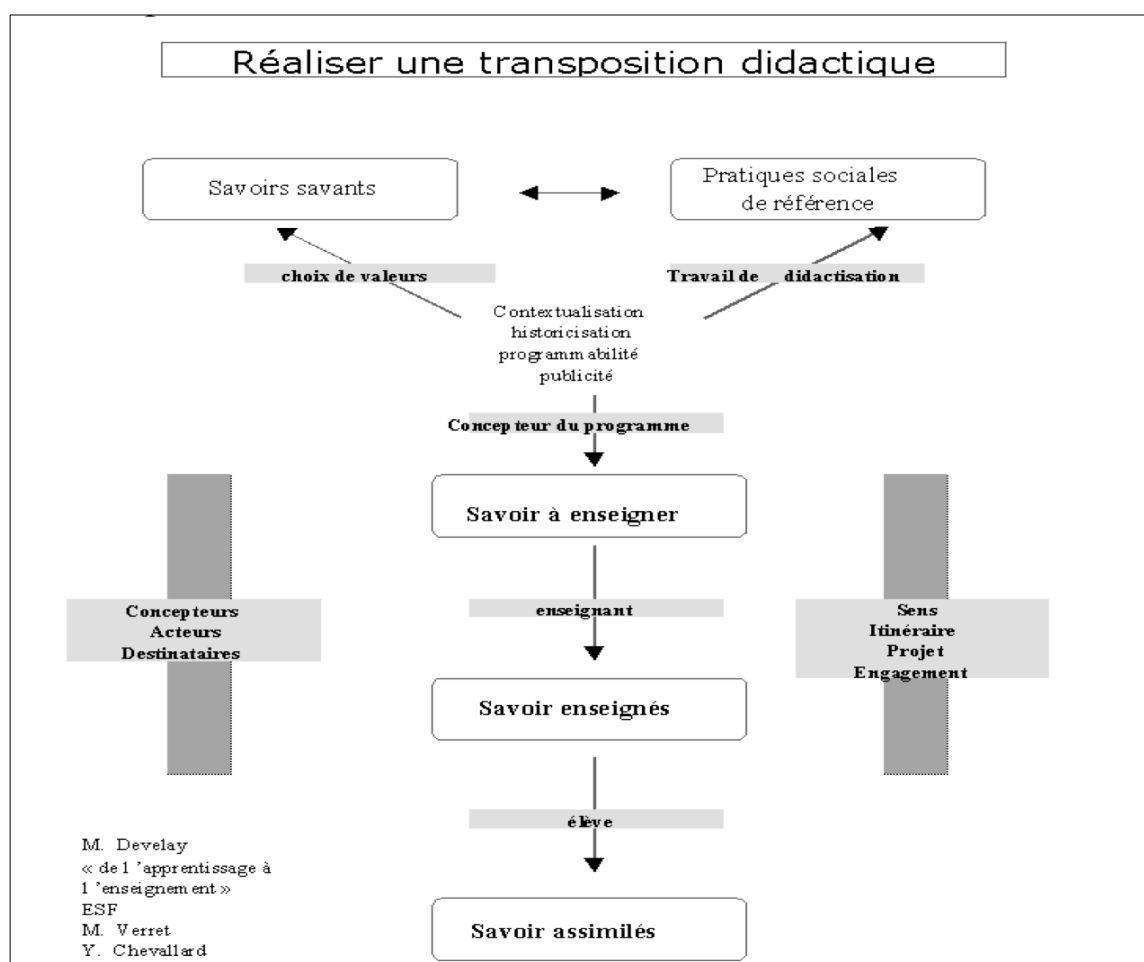 Réaliser une transposition didactique
Savoirs savants
Pratiques sociales
de référence
choix de valeurs
Travail de didactisation
Contextualisation
historicisation
programmabilité
publicité
Concepteur du programme
Savoir à enseigner
enseignant
Concepteurs
Acteurs
Destinataires
Sens
Itinéraire
Projet
Engagement
Savoir enseignés
élève
Savoir assimilés
M. Develay
« de l 'apprentissage à
l 'enseignement »
ESF
M. Verret
Y. Chevallard